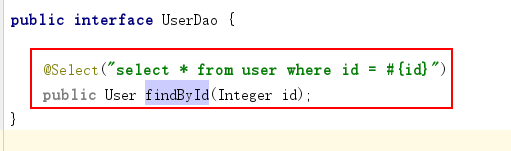 public interface UserDao {
@Select("select * from user where id = #{id}")
public User findById(Integer id);
}